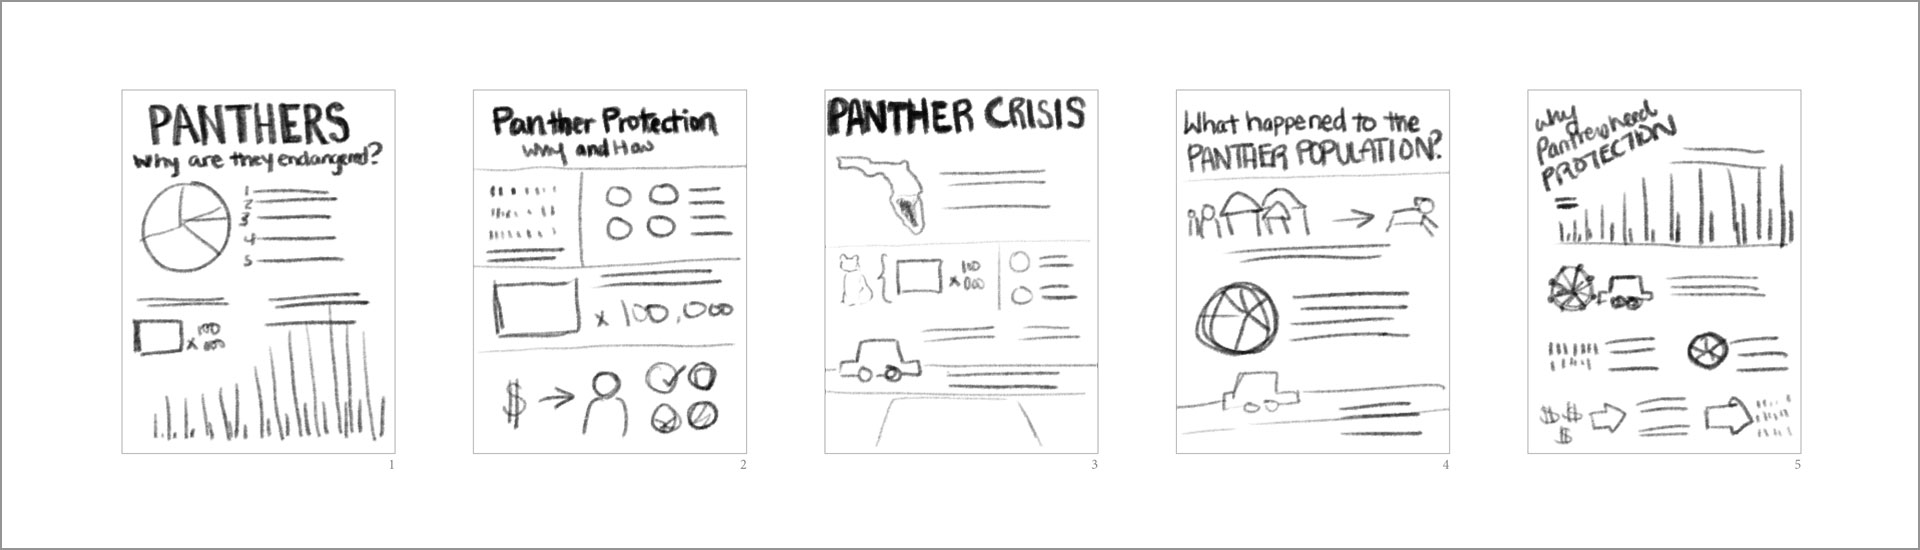 PANTHERS
Why are they endangered?
1
2
3
4
5
100
x 000
1
Panther Protection
Why and How
x 100,000
$
2
PANTHER CRISIS
100
x 000
3
What happened to the
PANTHER POPULATION?
4
Why
Panthers need
PROTECTION
$ $
$
5